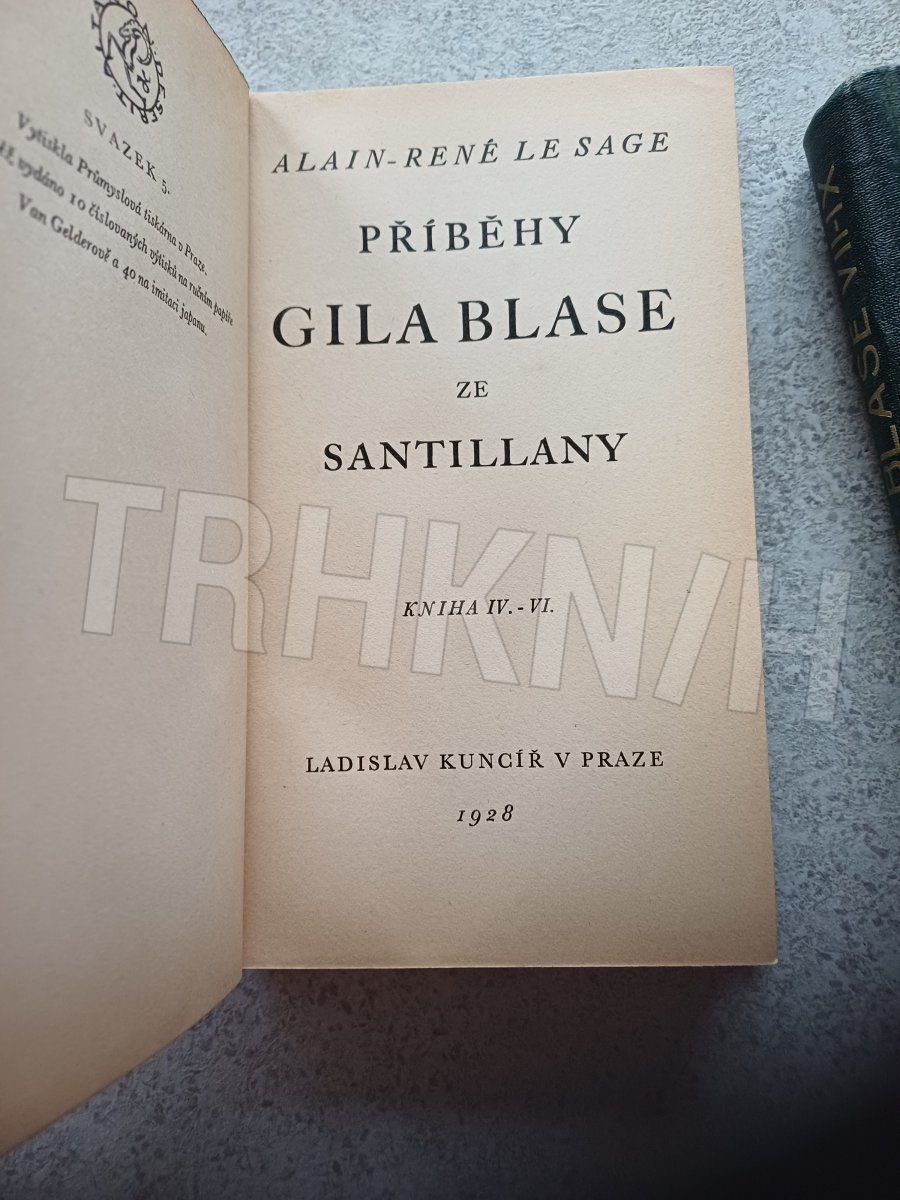 SVAZEK 5.
Vytiskla Průmyslová tiskárna v Praze.
vydáno 10 číslovaných výtisků na ručním papíře
Van Gelderově a 40 na imitaci japanu.
ALAIN-RENÉ LE SAGE
PŘÍBĚHY
GILA BLASE
ZE
SANTILLANY
KNIHA IV.-VI.
LADISLAV KUNCÍŘ V PRAZE
1928
BLASE VII-IX
TRHKNIH